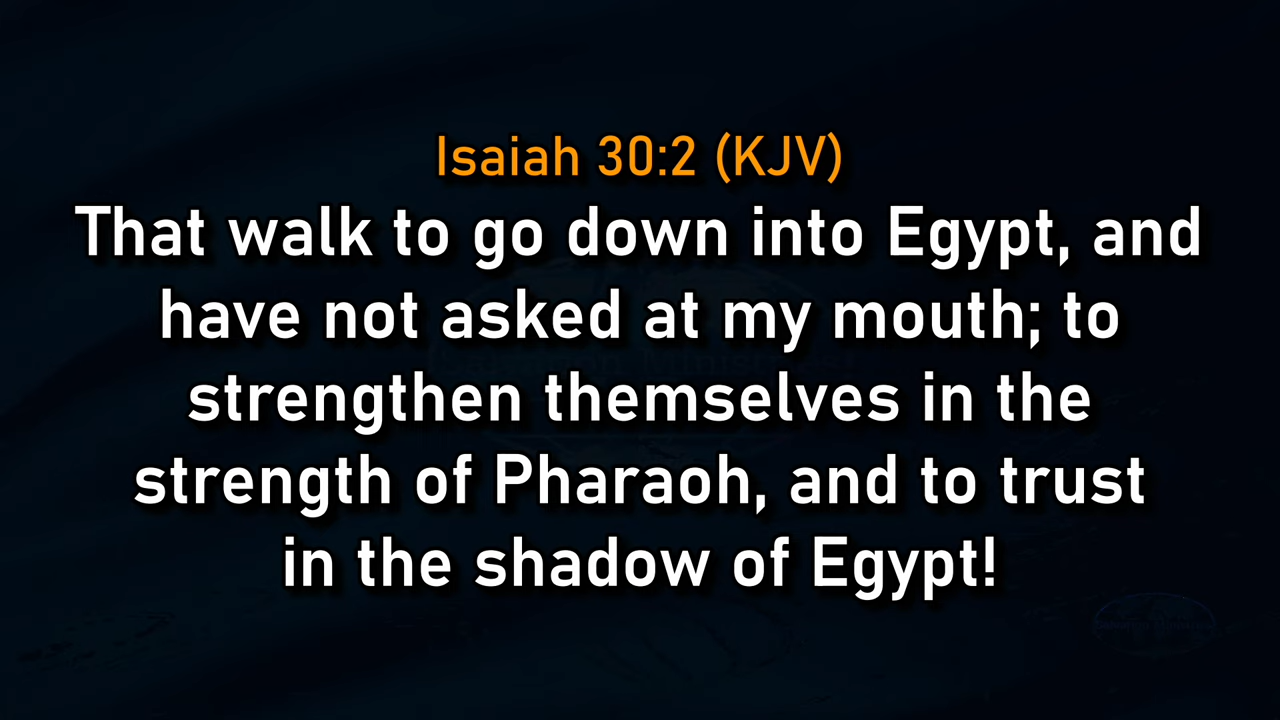 Isaiah 30:2 (KJV)
That walk to go down into Egypt, and
have not asked at my mouth; to
strengthen themselves in the
strength of Pharaoh, and to trust
in the shadow of Egypt!